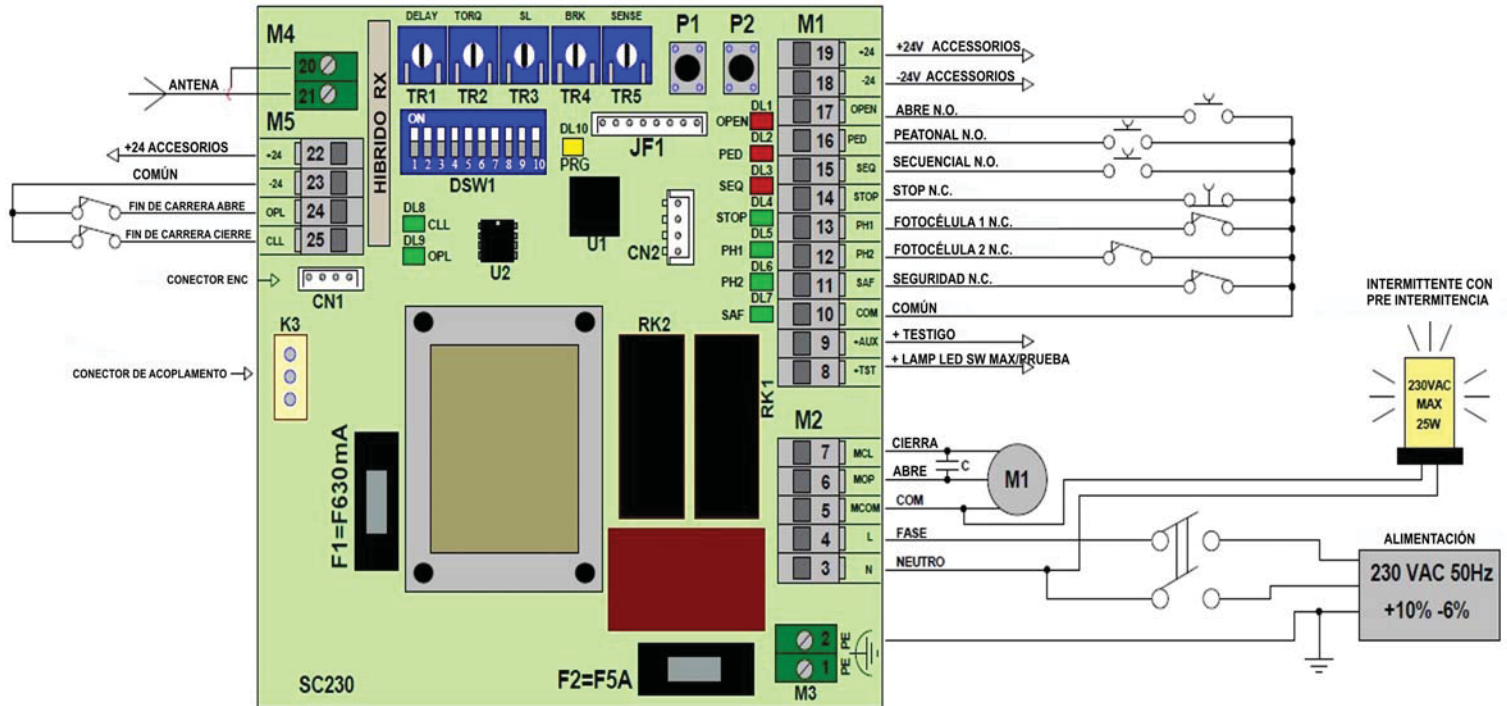 DELAY TORQ SL BRK SENSE
P1 P2 M1
M4
HIBRIDO RX
20
21
ANTENA
TR1 TR2 TR3 TR4 TR5
M5
+24 ACCESORIOS
+24 22
COMÚN
-24 23
FIN DE CARRERA ABRE
OPL 24
FIN DE CARRERA CIERRE
CLL 25
CONECTOR ENC
CN1
K3
CONECTOR DE ACOPLAMENTO
ON
1 2 3 4 5 6 7 8 9 10
DSW1
DL10
PRG
JF1
DL8
CLL
DL9
OPL
U2
U1
CN2
DL1
OPEN
DL2
PED
DL3
SEQ
DL4
STOP
DL5
PH1
DL6
PH2
DL7
SAF
RK2
RK1
F1=F630mA
F2=F5A
SC230
19 +24 +24V ACCESSORIOS
18 -24 -24V ACCESSORIOS
17 OPEN ABRE N.O.
16 PED PEATONAL N.O.
15 SEQ SECUENCIAL N.O.
14 STOP STOP N.C.
13 PH1 FOTOCÉLULA 1 N.C.
12 PH2 FOTOCÉLULA 2 N.C.
11 SAF SEGURIDAD N.C.
10 COM COMÚN
9 +AUX + TESTIGO
8 +TST + LAMP LED SW MAX/PRUEBA
M2
7 MCL CIERRA
C
6 MOP ABRE
M1
5 MCOM COM
4 L FASE
3 N NEUTRO
2 PE
1 PE
M3
INTERMITTENTE CON
PRE INTERMITENCIA
230VAC
MAX
25W
ALIMENTACIÓN
230 VAC 50Hz
+10% -6%